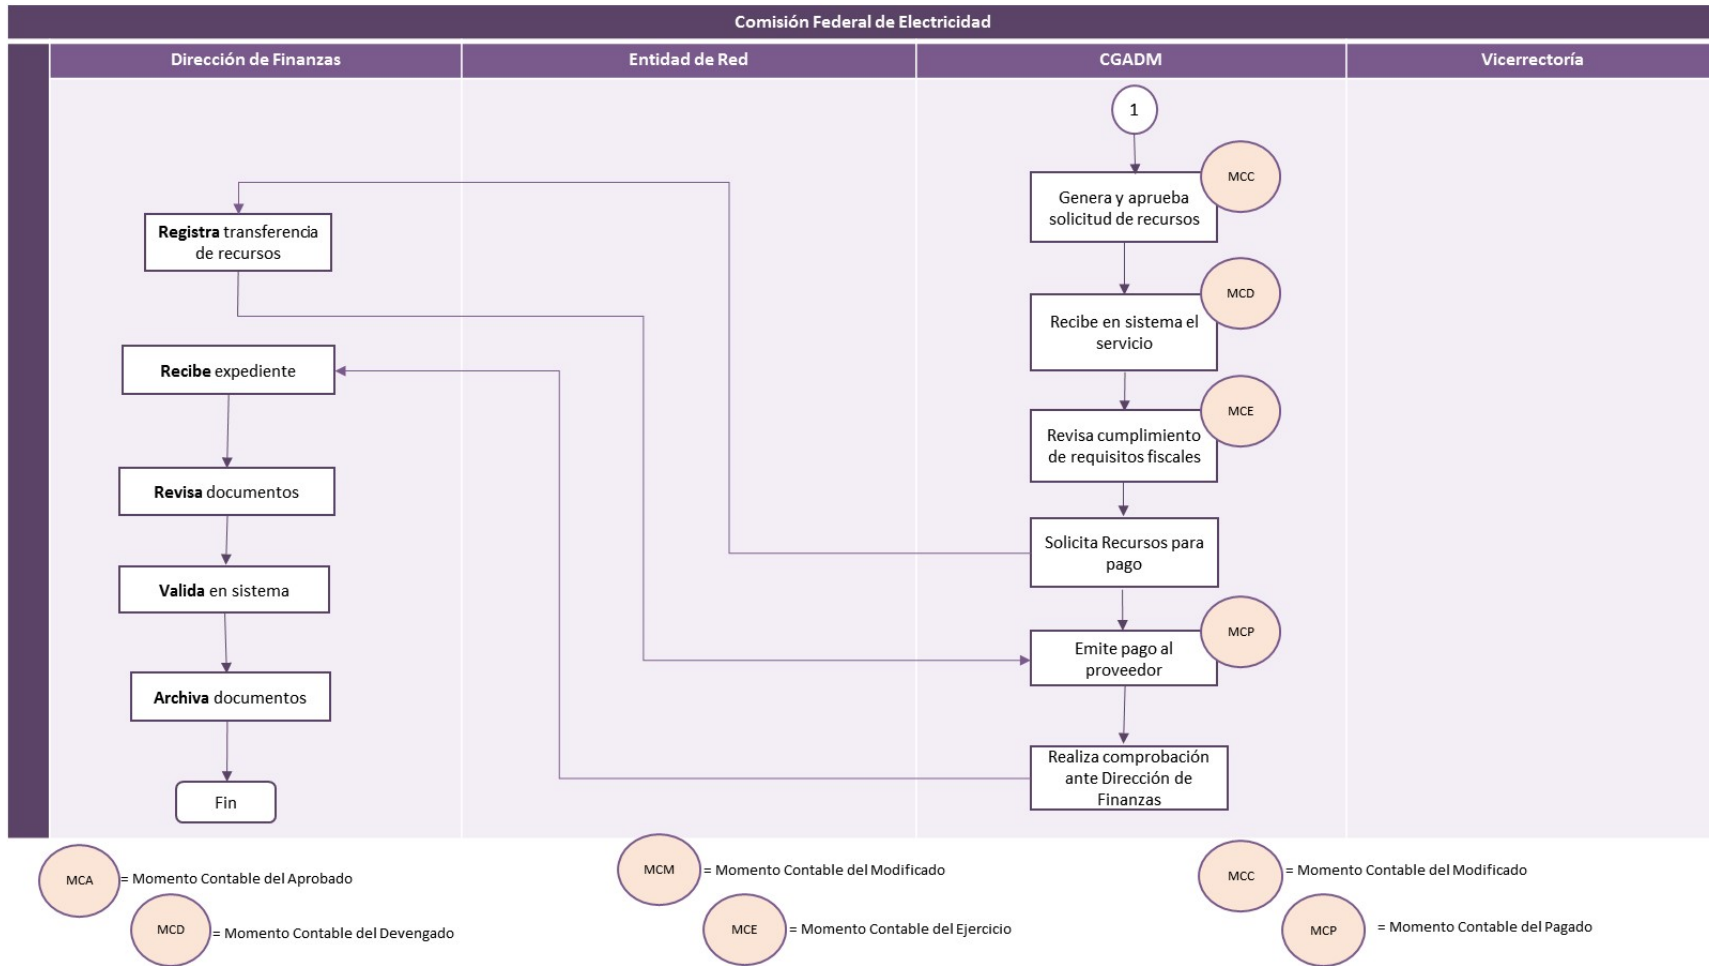 Comisión Federal de Electricidad
Dirección de Finanzas
Entidad de Red
CGADM
Vicerrectoría
1
MCC
Genera y aprueba
solicitud de recursos
Registra transferencia
de recursos
MCD
Recibe en sistema el
servicio
Recibe expediente
MCE
Revisa cumplimiento
de requisitos fiscales
Revisa documentos
Solicita Recursos para
pago
Valida en sistema
MCP
Emite pago al
proveedor
Archiva documentos
Realiza comprobación
ante Dirección de
Finanzas
Fin
MCA = Momento Contable del Aprobado
MCM = Momento Contable del Modificado
MCC = Momento Contable del Modificado
MCD = Momento Contable del Devengado
MCE = Momento Contable del Ejercicio
MCP = Momento Contable del Pagado